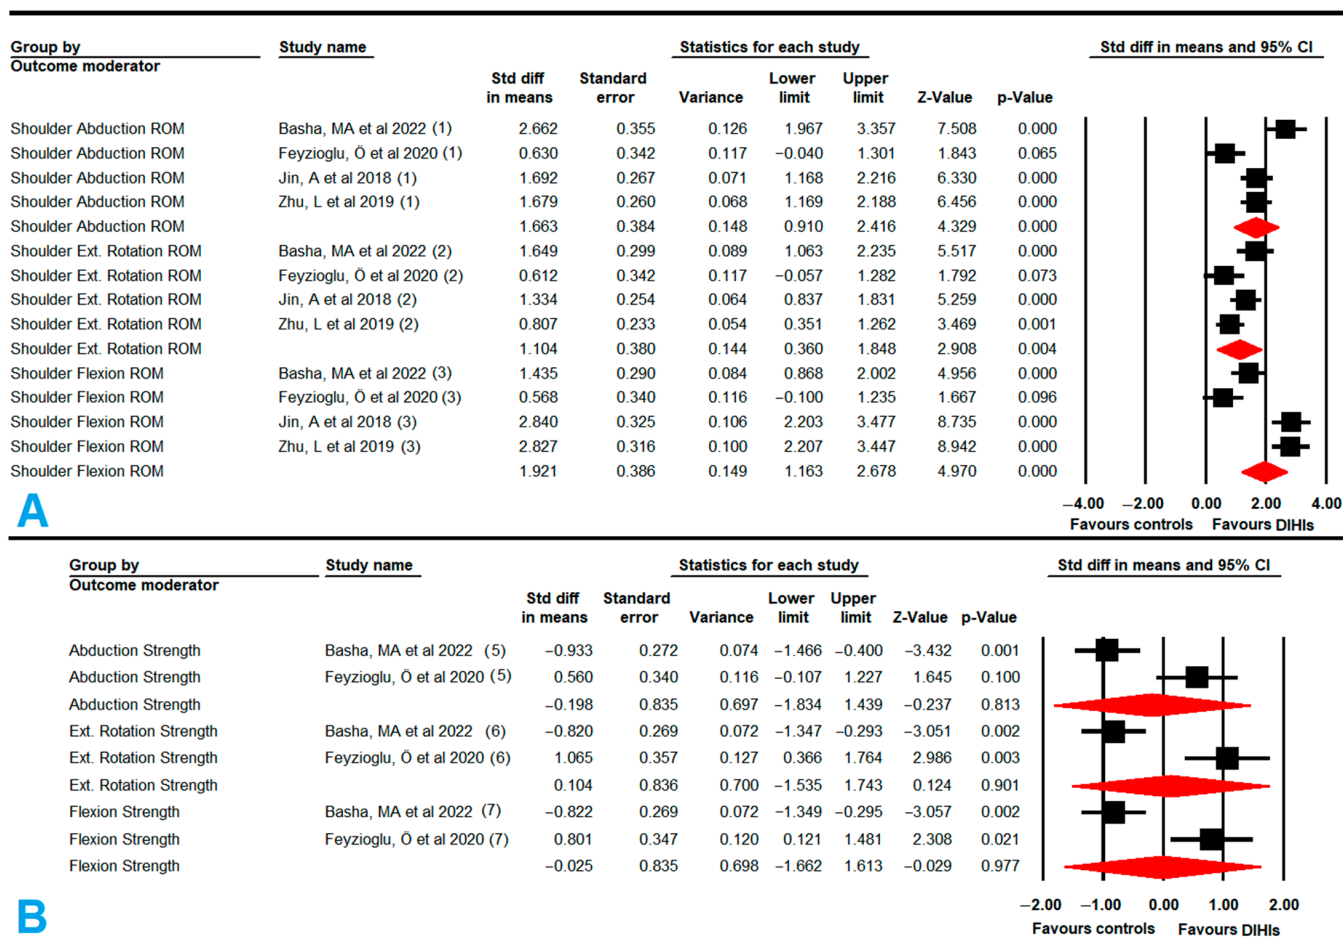 Group by Study name Statistics for each study Std diff in means and 95% CI
Outcome moderator
Std diff Standard Lower Upper
in means error Variance limit limit Z-Value p-Value
Shoulder Abduction ROM Basha, MA et al 2022 (1) 2.662 0.355 0.126 1.967 3.357 7.508 0.000
Shoulder Abduction ROM Feyzioglu, Ö et al 2020 (1) 0.630 0.342 0.117 −0.040 1.301 1.843 0.065
Shoulder Abduction ROM Jin, A et al 2018 (1) 1.692 0.267 0.071 1.168 2.216 6.330 0.000
Shoulder Abduction ROM Zhu, L et al 2019 (1) 1.679 0.260 0.068 1.169 2.188 6.456 0.000
Shoulder Abduction ROM 1.663 0.384 0.148 0.910 2.416 4.329 0.000
Shoulder Ext. Rotation ROM Basha, MA et al 2022 (2) 1.649 0.299 0.089 1.063 2.235 5.517 0.000
Shoulder Ext. Rotation ROM Feyzioglu, Ö et al 2020 (2) 0.612 0.342 0.117 −0.057 1.282 1.792 0.073
Shoulder Ext. Rotation ROM Jin, A et al 2018 (2) 1.334 0.254 0.064 0.837 1.831 5.259 0.000
Shoulder Ext. Rotation ROM Zhu, L et al 2019 (2) 0.807 0.233 0.054 0.351 1.262 3.469 0.001
Shoulder Ext. Rotation ROM 1.104 0.380 0.144 0.360 1.848 2.908 0.004
Shoulder Flexion ROM Basha, MA et al 2022 (3) 1.435 0.290 0.084 0.868 2.002 4.956 0.000
Shoulder Flexion ROM Feyzioglu, Ö et al 2020 (3) 0.568 0.340 0.116 −0.100 1.235 1.667 0.096
Shoulder Flexion ROM Jin, A et al 2018 (3) 2.840 0.325 0.106 2.203 3.477 8.735 0.000
Shoulder Flexion ROM Zhu, L et al 2019 (3) 2.827 0.316 0.100 2.207 3.447 8.942 0.000
Shoulder Flexion ROM 1.921 0.386 0.149 1.163 2.678 4.970 0.000
A
−4.00 −2.00 0.00 2.00 4.00
Favours controls Favours DIHIs
Group by Study name Statistics for each study Std diff in means and 95% CI
Outcome moderator
Std diff Standard Lower Upper
in means error Variance limit limit Z-Value p-Value
Abduction Strength Basha, MA et al 2022 (5) −0.933 0.272 0.074 −1.466 −0.400 −3.432 0.001
Abduction Strength Feyzioglu, Ö et al 2020 (5) 0.560 0.340 0.116 −0.107 1.227 1.645 0.100
Abduction Strength −0.198 0.835 0.697 −1.834 1.439 −0.237 0.813
Ext. Rotation Strength Basha, MA et al 2022 (6) −0.820 0.269 0.072 −1.347 −0.293 −3.051 0.002
Ext. Rotation Strength Feyzioglu, Ö et al 2020 (6) 1.065 0.357 0.127 0.366 1.764 2.986 0.003
Ext. Rotation Strength 0.104 0.836 0.700 −1.535 1.743 0.124 0.901
Flexion Strength Basha, MA et al 2022 (7) −0.822 0.269 0.072 −1.349 −0.295 −3.057 0.002
Flexion Strength Feyzioglu, Ö et al 2020 (7) 0.801 0.347 0.120 0.121 1.481 2.308 0.021
Flexion Strength −0.025 0.835 0.698 −1.662 1.613 −0.029 0.977
B
−2.00 −1.00 0.00 1.00 2.00
Favours controls Favours DIHIs